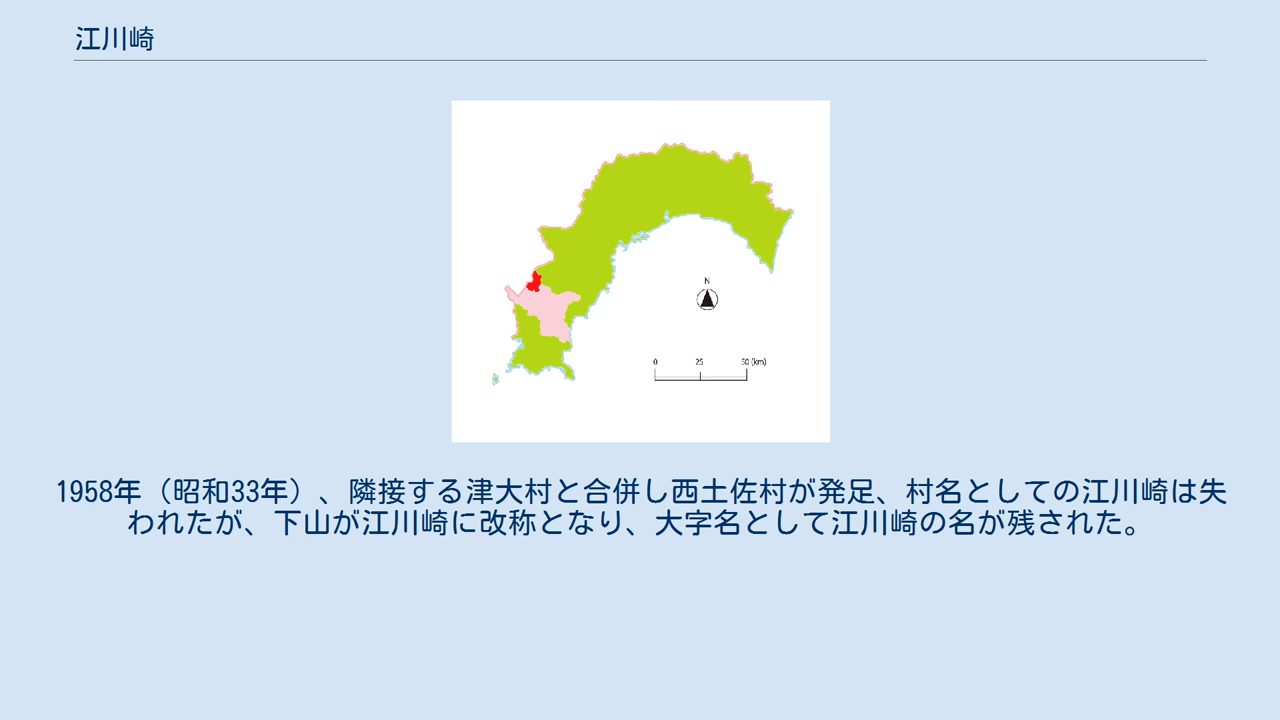 江川崎
N
0 25 50 (km)
1958年（昭和33年）、隣接する津大村と合併し西土佐村が発足、村名としての江川崎は失
われたが、下山が江川崎に改称となり、大字名として江川崎の名が残された。